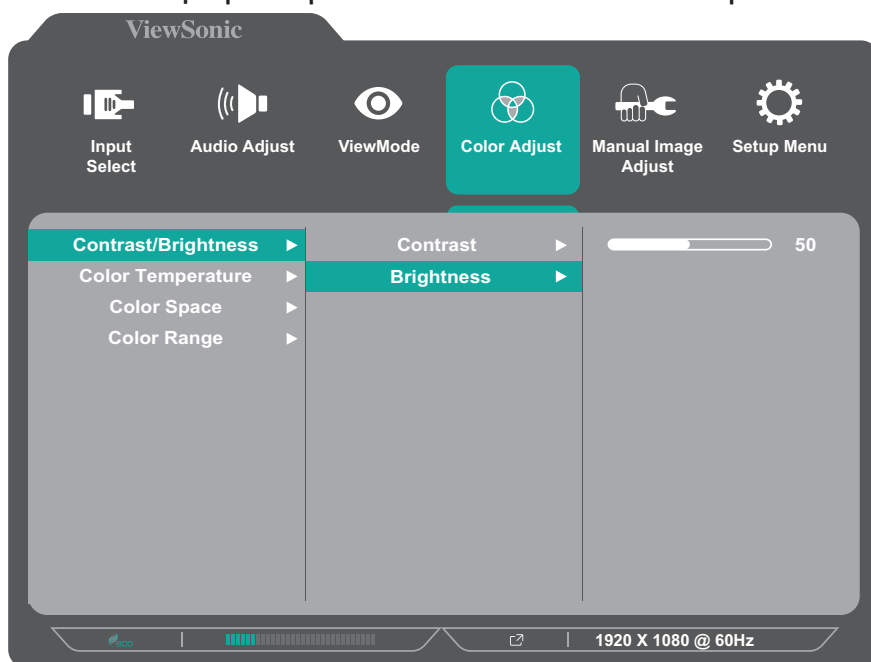 ViewSonic
Input
Select
Audio Adjust
ViewMode
Color Adjust
Manual Image
Adjust
Setup Menu
Contrast/Brightness
Contrast
50
Color Temperature
Brightness
Color Space
Color Range
eco
1920 X 1080 @ 60Hz